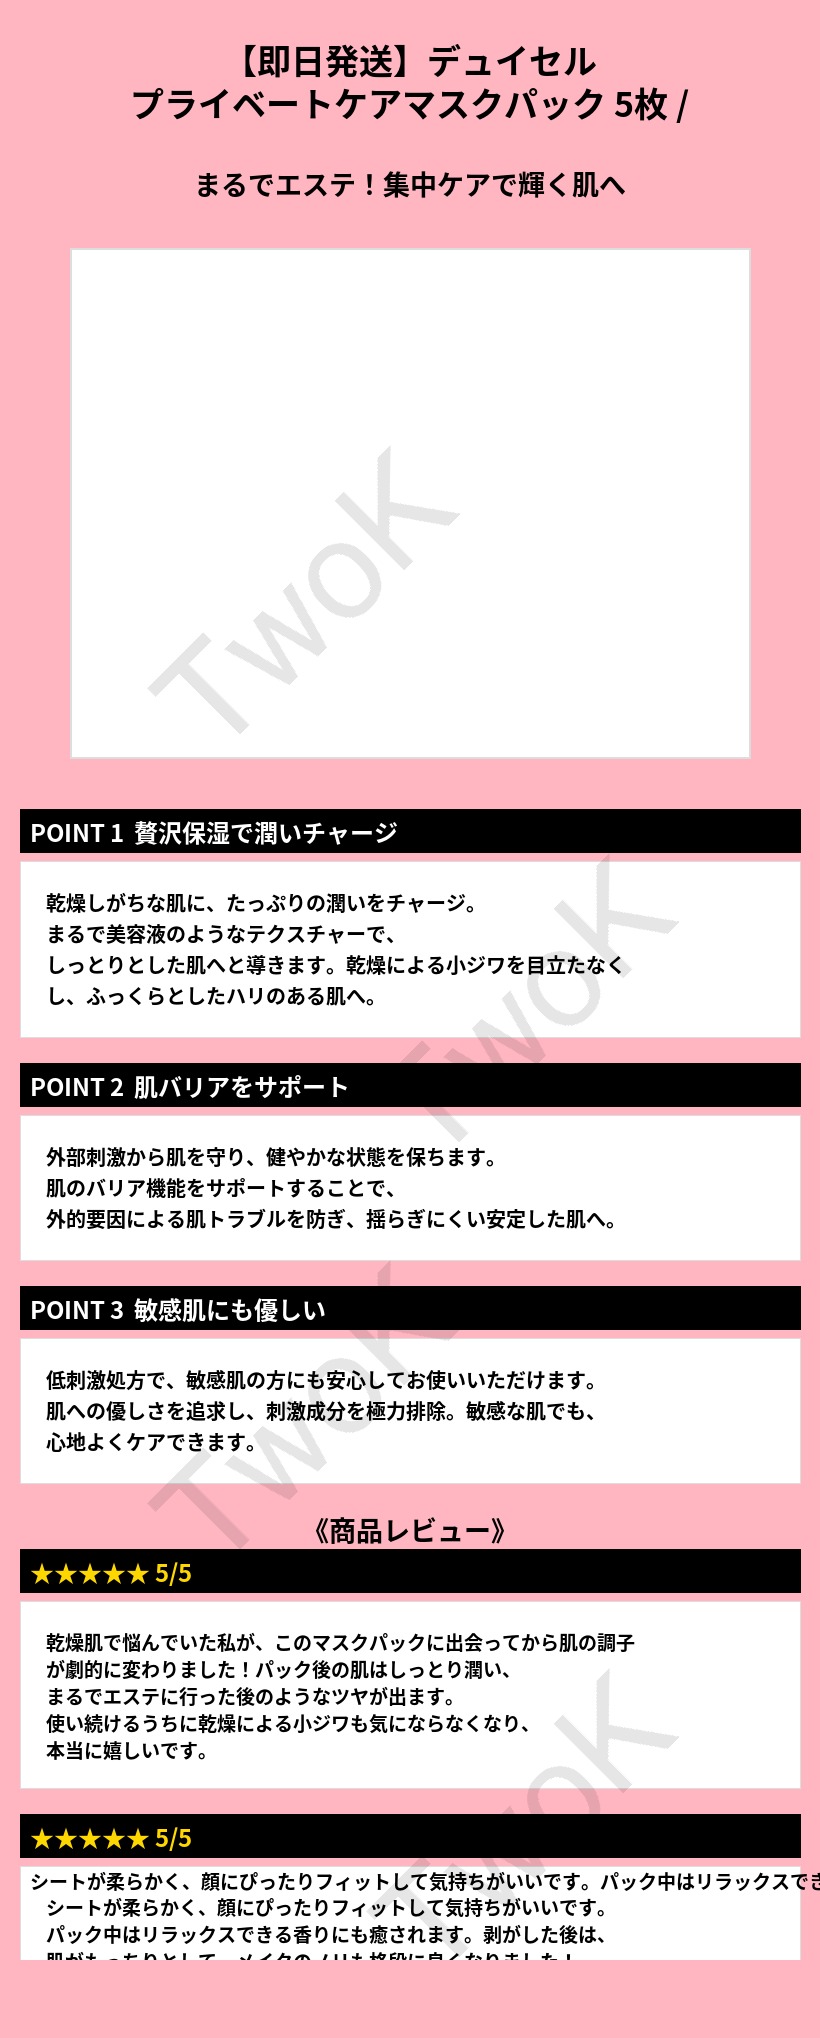 【即日発送】デュイセル
プライベートケアマスクパック 5枚 /
まるでエステ！集中ケアで輝く肌へ
TwoK
POINT 1 贅沢保湿で潤いチャージ
乾燥しがちな肌に、たっぷりの潤いをチャージ。
まるで美容液のようなテクスチャーで、
しっとりとした肌へと導きます。乾燥による小ジワを目立たなく
し、ふっくらとしたハリのある肌へ。
TwoK
POINT 2 肌バリアをサポート
外部刺激から肌を守り、健やかな状態を保ちます。
肌のバリア機能をサポートすることで、
外的要因による肌トラブルを防ぎ、揺らぎにくい安定した肌へ。
POINT 3 敏感肌にも優しい
低刺激処方で、敏感肌の方にも安心してお使いいただけます。
肌への優しさを追求し、刺激成分を極力排除。敏感な肌でも、
心地よくケアできます。
TwoK
《商品レビュー》
★★★★★ 5/5
乾燥肌で悩んでいた私が、このマスクパックに出会ってから肌の調子
が劇的に変わりました！パック後の肌はしっとり潤い、
まるでエステに行った後のようなツヤが出ます。
使い続けるうちに乾燥による小ジワも気にならなくなり、
本当に嬉しいです。
TwoK
★★★★★ 5/5
シートが柔らかく、顔にぴったりフィットして気持ちがいいです。パック中はリラックスでき
シートが柔らかく、顔にぴったりフィットして気持ちがいいです。
パック中はリラックスできる香りにも癒されます。剥がした後は、
肌がもっちりとして、メイクのノリも格段に良くなりました！